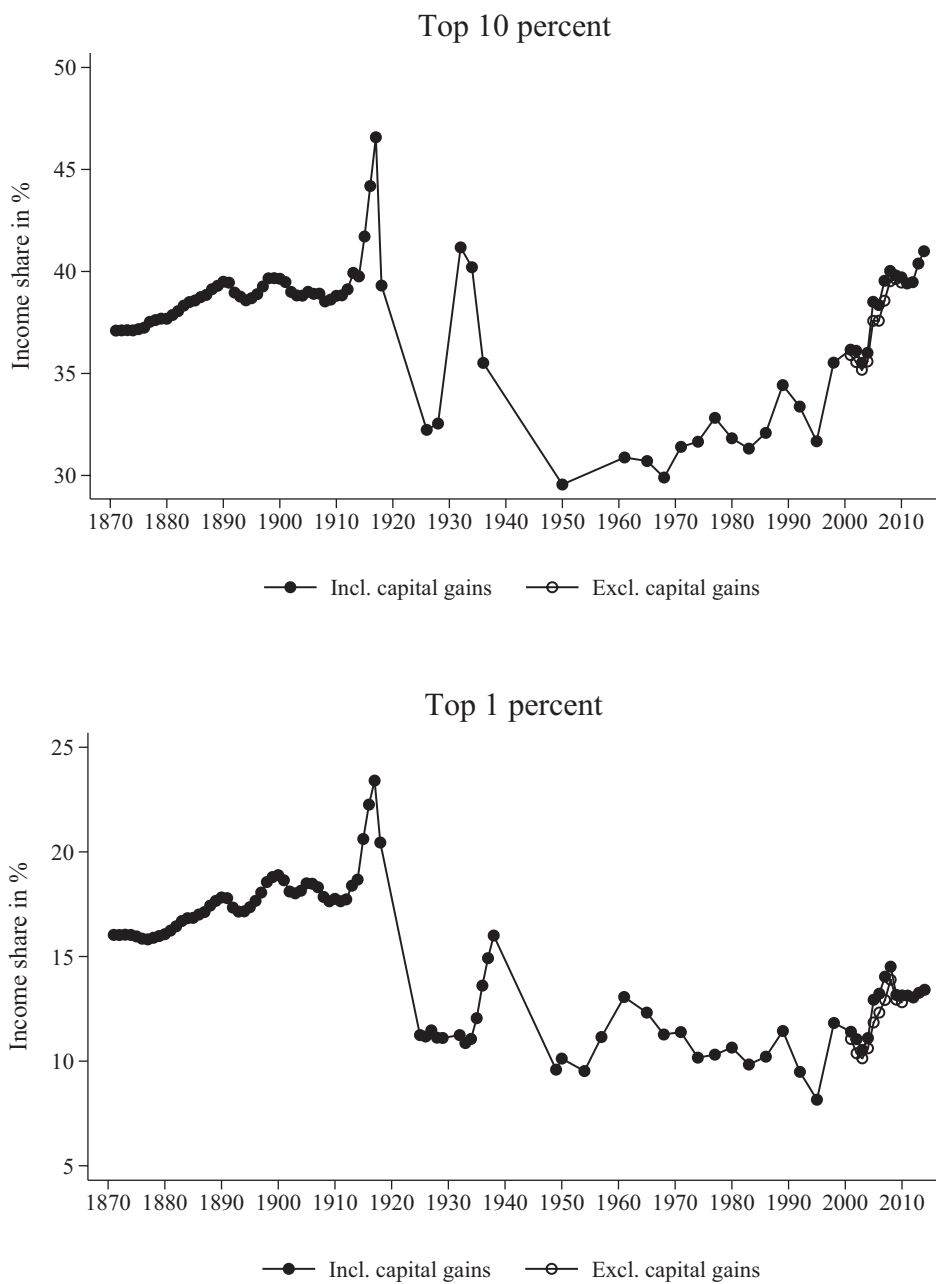 Top 10 percent
50
45
40
35
30
Income share in %
1870 1880 1890 1900 1910 1920 1930 1940 1950 1960 1970 1980 1990 2000 2010
Incl. capital gains Excl. capital gains
Top 1 percent
25
20
15
10
5
Income share in %
1870 1880 1890 1900 1910 1920 1930 1940 1950 1960 1970 1980 1990 2000 2010
Incl. capital gains Excl. capital gains